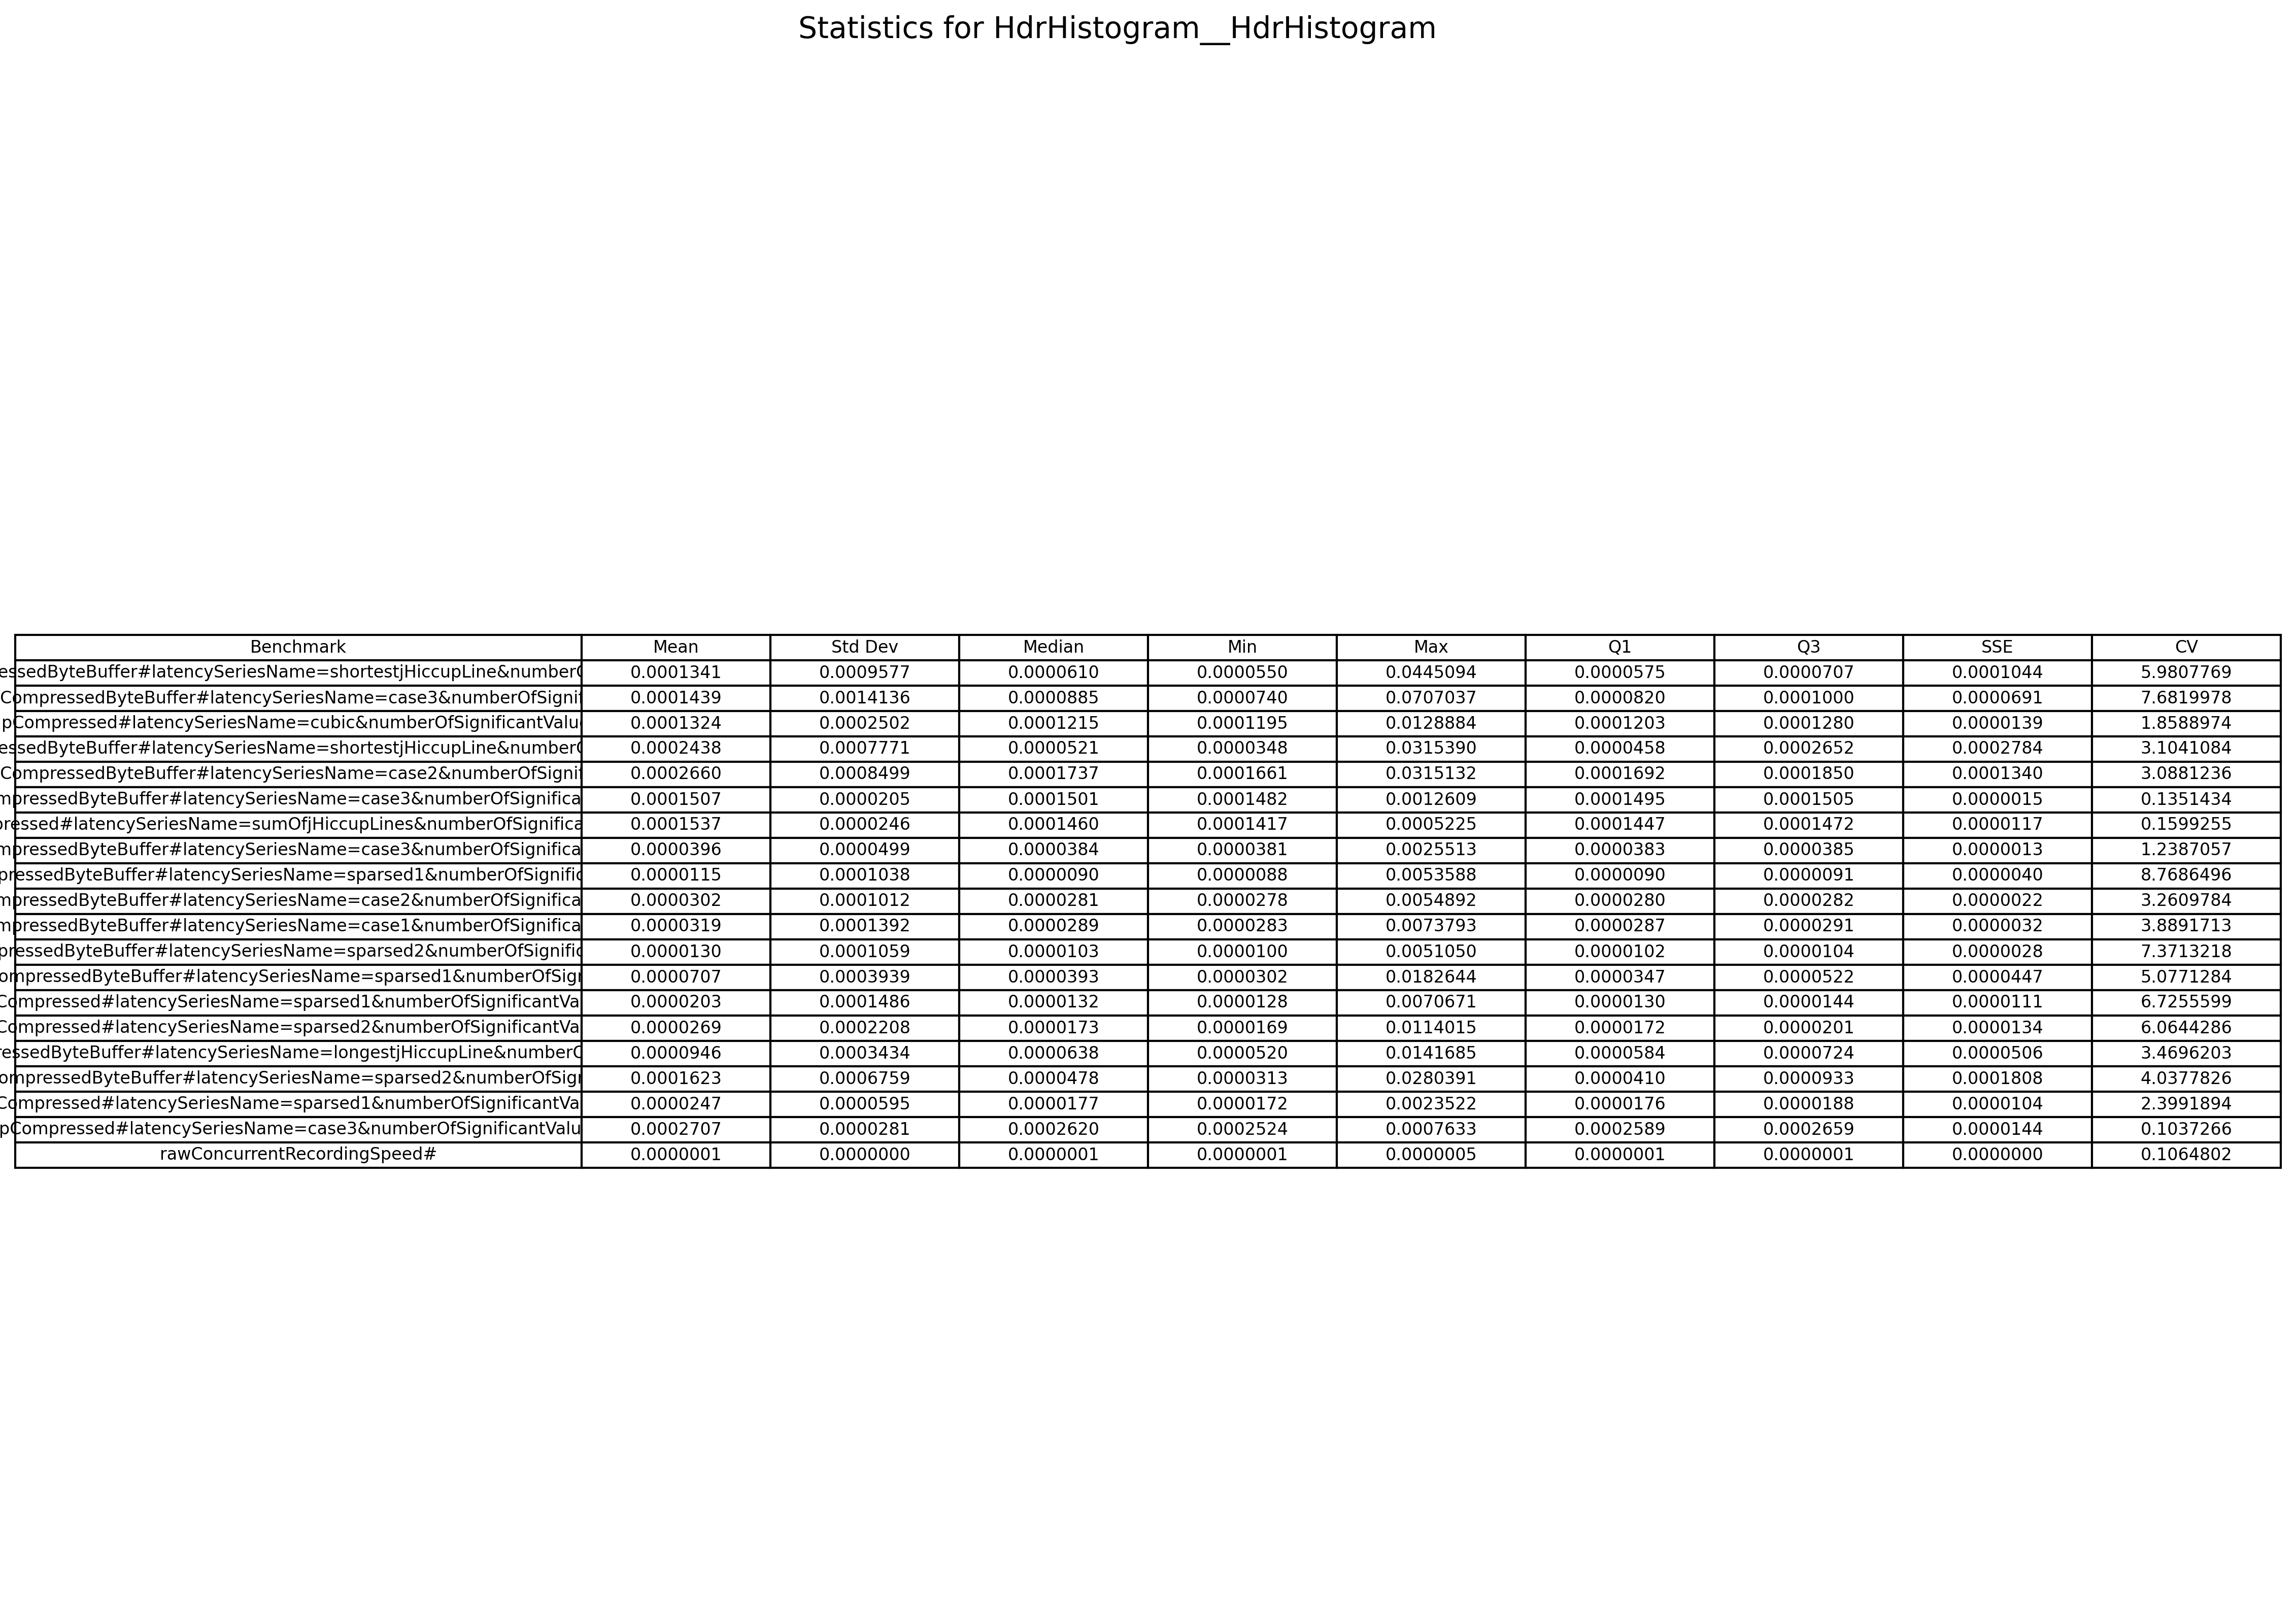 Statistics for HdrHistogram__HdrHistogram
Benchmark Mean Std Dev Median Min Max Q1 Q3 SSE CV
essedByteBuffer#latencySeriesName=shortestjHiccupLine&number 0.0001341 0.0009577 0.0000610 0.0000550 0.0445094 0.0000575 0.0000707 0.0001044 5.9807769
CompressedByteBuffer#latencySeriesName=case3&numberOfSignif 0.0001439 0.0014136 0.0000885 0.0000740 0.0707037 0.0000820 0.0001000 0.0000691 7.6819978
pCompressed#latencySeriesName=cubic&numberOfSignificantValu 0.0001324 0.0002502 0.0001215 0.0001195 0.0128884 0.0001203 0.0001280 0.0000139 1.8588974
essedByteBuffer#latencySeriesName=shortestjHiccupLine&number 0.0002438 0.0007771 0.0000521 0.0000348 0.0315390 0.0000458 0.0002652 0.0002784 3.1041084
CompressedByteBuffer#latencySeriesName=case2&numberOfSignif 0.0002660 0.0008499 0.0001737 0.0001661 0.0315132 0.0001692 0.0001850 0.0001340 3.0881236
mpressedByteBuffer#latencySeriesName=case3&numberOfSignifica 0.0001507 0.0000205 0.0001501 0.0001482 0.0012609 0.0001495 0.0001505 0.0000015 0.1351434
ressed#latencySeriesName=sumOfjHiccupLines&numberOfSignifica 0.0001537 0.0000246 0.0001460 0.0001417 0.0005225 0.0001447 0.0001472 0.0000117 0.1599255
mpressedByteBuffer#latencySeriesName=case3&numberOfSignifica 0.0000396 0.0000499 0.0000384 0.0000381 0.0025513 0.0000383 0.0000385 0.0000013 1.2387057
pressedByteBuffer#latencySeriesName=sparsed1&numberOfSignific 0.0000115 0.0001038 0.0000090 0.0000088 0.0053588 0.0000090 0.0000091 0.0000040 8.7686496
mpressedByteBuffer#latencySeriesName=case2&numberOfSignifica 0.0000302 0.0001012 0.0000281 0.0000278 0.0054892 0.0000280 0.0000282 0.0000022 3.2609784
mpressedByteBuffer#latencySeriesName=case1&numberOfSignifica 0.0000319 0.0001392 0.0000289 0.0000283 0.0073793 0.0000287 0.0000291 0.0000032 3.8891713
pressedByteBuffer#latencySeriesName=sparsed2&numberOfSignific 0.0000130 0.0001059 0.0000103 0.0000100 0.0051050 0.0000102 0.0000104 0.0000028 7.3713218
ompressedByteBuffer#latencySeriesName=sparsed1&numberOfSign 0.0000707 0.0003939 0.0000393 0.0000302 0.0182644 0.0000347 0.0000522 0.0000447 5.0771284
Compressed#latencySeriesName=sparsed1&numberOfSignificantVa 0.0000203 0.0001486 0.0000132 0.0000128 0.0070671 0.0000130 0.0000144 0.0000111 6.7255599
Compressed#latencySeriesName=sparsed2&numberOfSignificantVa 0.0000269 0.0002208 0.0000173 0.0000169 0.0114015 0.0000172 0.0000201 0.0000134 6.0644286
ressedByteBuffer#latencySeriesName=longestjHiccupLine&number 0.0000946 0.0003434 0.0000638 0.0000520 0.0141685 0.0000584 0.0000724 0.0000506 3.4696203
ompressedByteBuffer#latencySeriesName=sparsed2&numberOfSign 0.0001623 0.0006759 0.0000478 0.0000313 0.0280391 0.0000410 0.0000933 0.0001808 4.0377826
Compressed#latencySeriesName=sparsed1&numberOfSignificantVa 0.0000247 0.0000595 0.0000177 0.0000172 0.0023522 0.0000176 0.0000188 0.0000104 2.3991894
pCompressed#latencySeriesName=case3&numberOfSignificantValu 0.0002707 0.0000281 0.0002620 0.0002524 0.0007633 0.0002589 0.0002659 0.0000144 0.1037266
rawConcurrentRecordingSpeed# 0.0000001 0.0000000 0.0000001 0.0000001 0.0000005 0.0000001 0.0000001 0.0000000 0.1064802